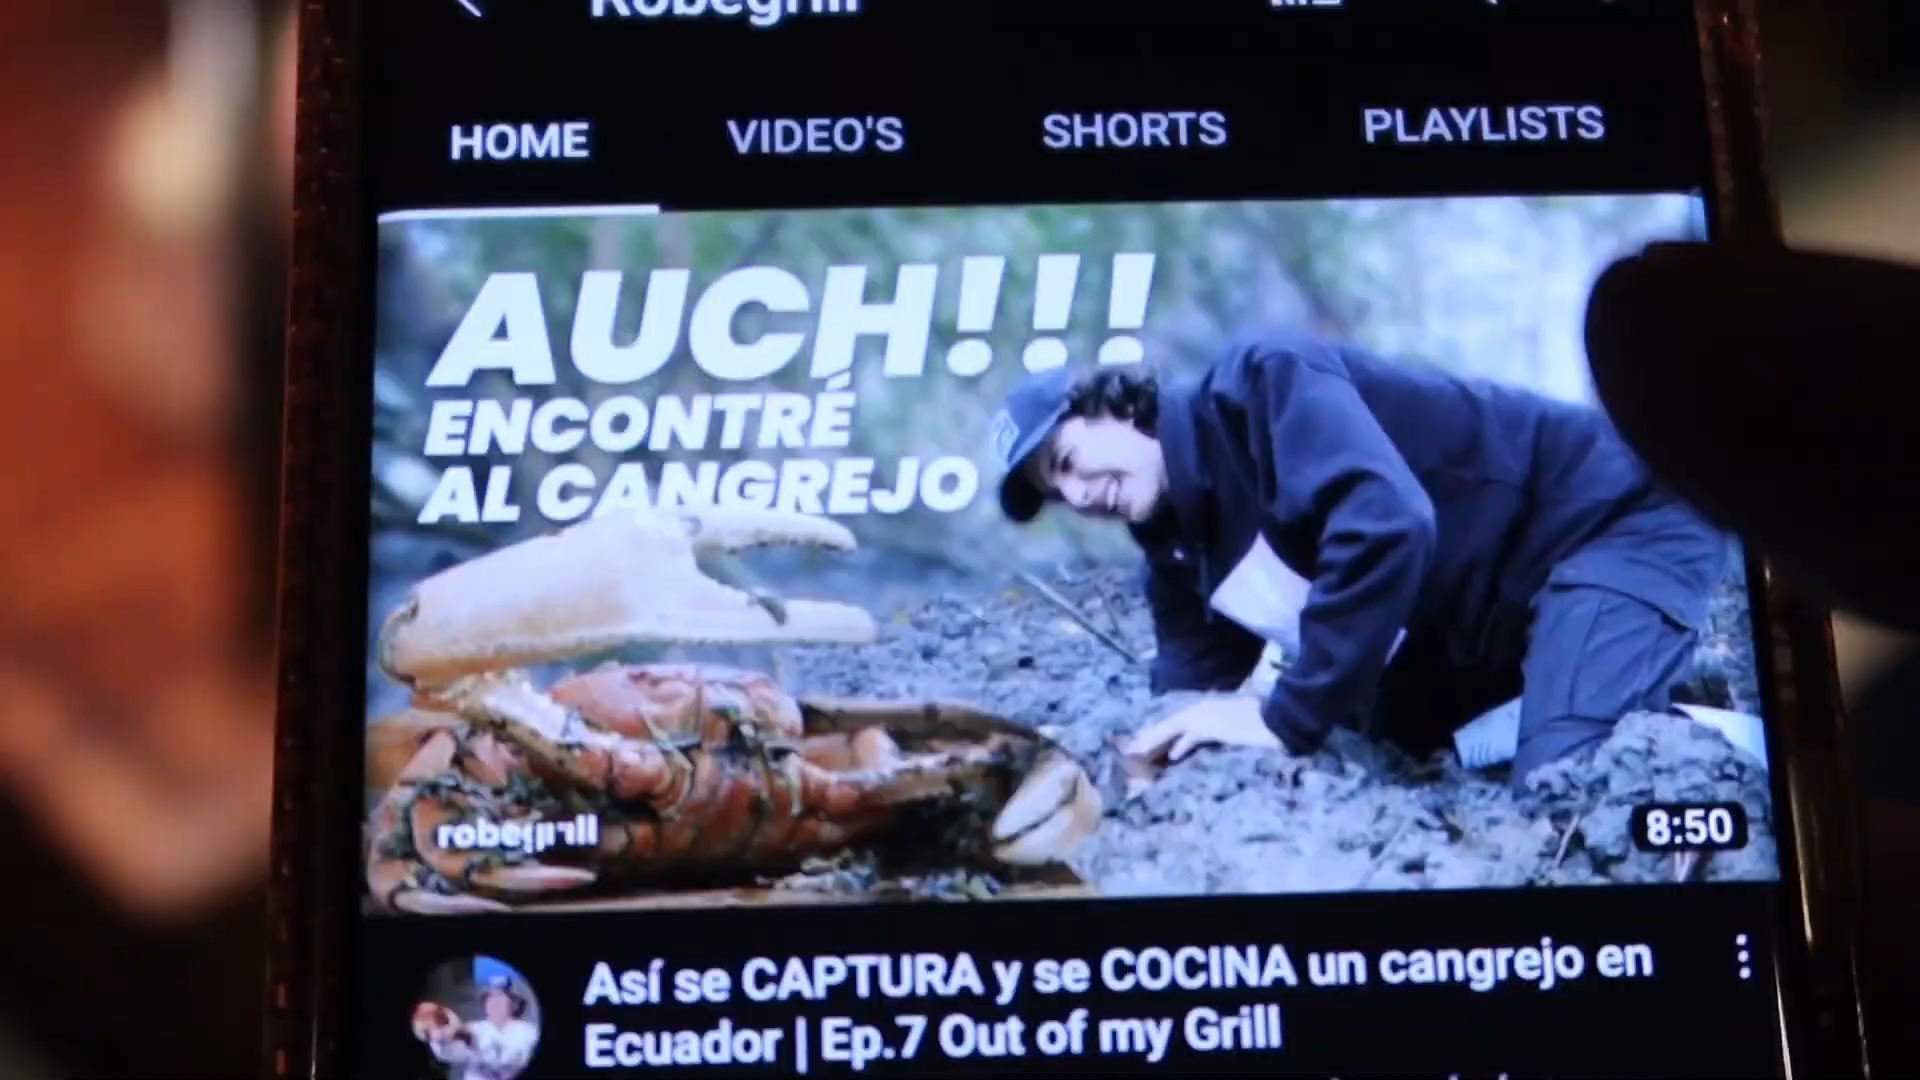 Robegrill
HOME VIDEO'S SHORTS PLAYLISTS
AUCH!!!
ENCONTRÉ
AL CANGREJO
robegrill
8:50
Así se CAPTURA y se COCINA un cangrejo en
Ecuador | Ep.7 Out of my Grill